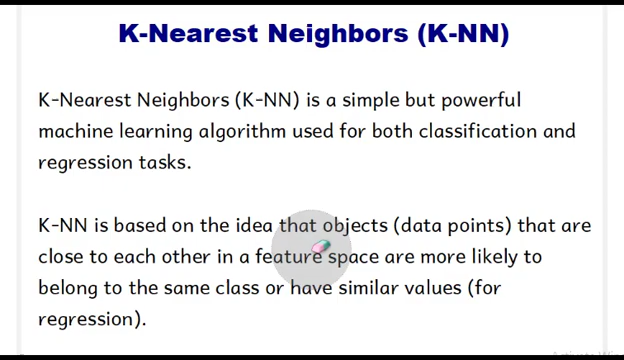 K-Nearest Neighbors (K-NN)
K-Nearest Neighbors (K-NN) is a simple but powerful
machine learning algorithm used for both classification and
regression tasks.
K-NN is based on the idea that objects (data points) that are
close to each other in a feature space are more likely to
belong to the same class or have similar values (for
regression).